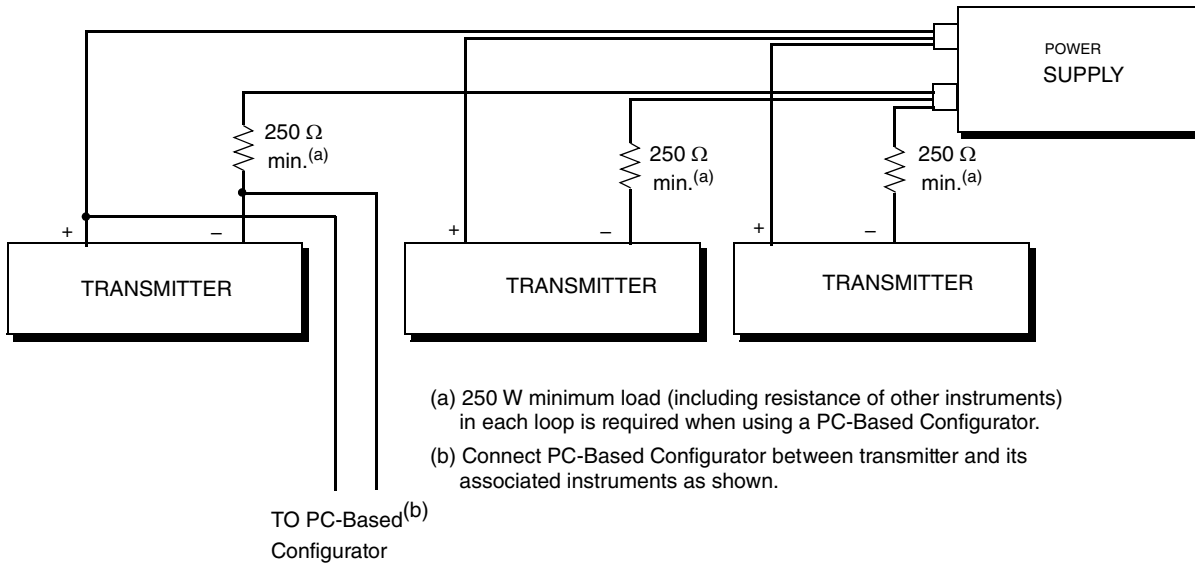 POWER
SUPPLY
250 Ω
min.(a)
250 Ω
min.(a)
250 Ω
min.(a)
+
–
+
–
+
–
TRANSMITTER
TRANSMITTER
TRANSMITTER
(a) 250 W minimum load (including resistance of other instruments)
in each loop is required when using a PC-Based Configurator.
(b) Connect PC-Based Configurator between transmitter and its
associated instruments as shown.
TO PC-Based(b)
Configurator